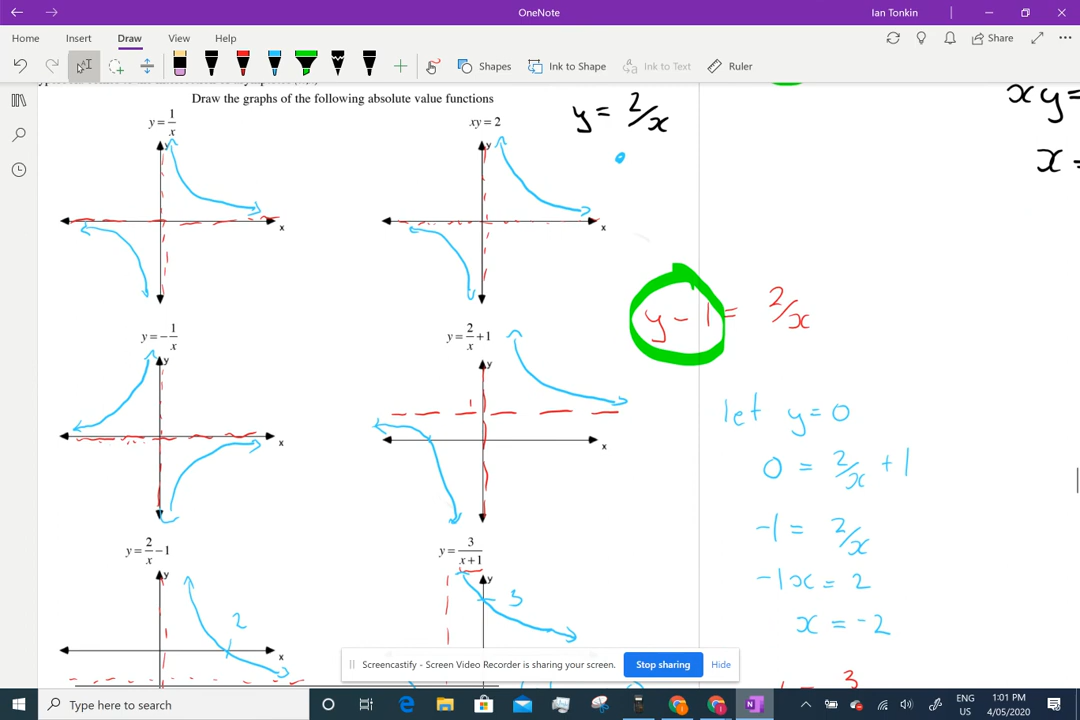 OneNote
Ian Tonkin
Home Insert Draw View Help
Share
Shapes Ink to Shape Ink to Text Ruler
Draw the graphs of the following absolute value functions
y = 1/x
xy = 2
y = 2/x
xy =
x =
y
x
y
x
y - 1 = 2/x
y = -1/x
y = 2/x + 1
y
x
y
1
x
let y = 0
0 = 2/x + 1
-1 = 2/x
-1x = 2
x = -2
y = 2/x - 1
y = 3/(x+1)
y
2
x
y
3
Screencastify - Screen Video Recorder is sharing your screen.
Stop sharing
Hide
3
Type here to search
ENG
US
1:01 PM
4/05/2020